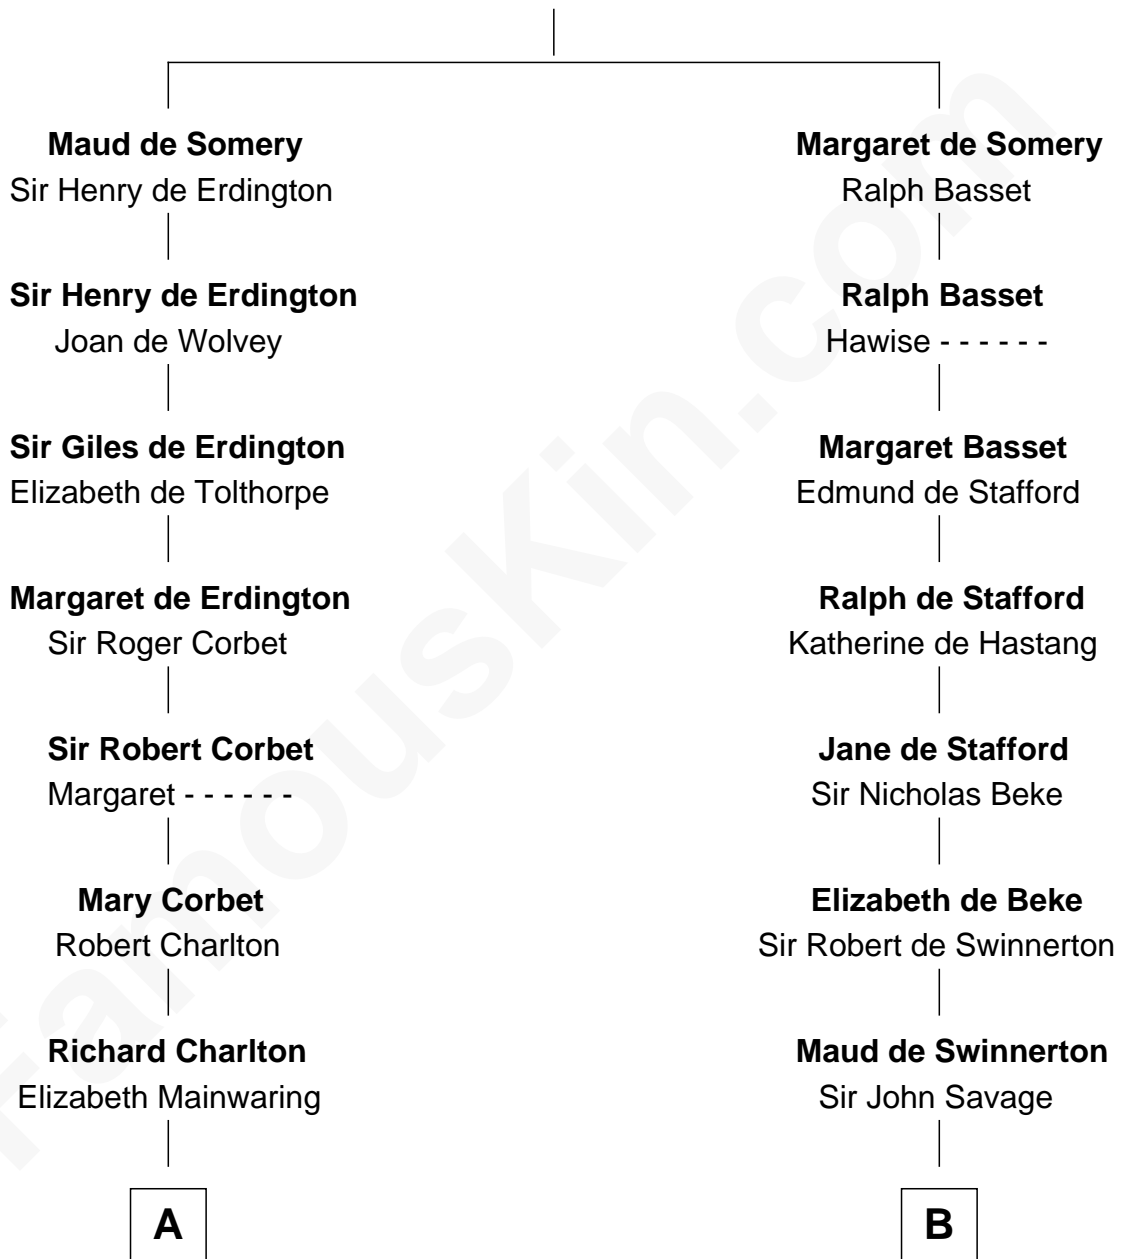 Maud de Somery
Sir Henry de Erdington
Sir Henry de Erdington
Joan de Wolvey
Sir Giles de Erdington
Elizabeth de Tolthorpe
Margaret de Erdington
Sir Roger Corbet
Sir Robert Corbet
Margaret - - - - - -
Mary Corbet
Robert Charlton
Richard Charlton
Elizabeth Mainwaring
A
Margaret de Somery
Ralph Basset
Ralph Basset
Hawise - - - - - -
Margaret Basset
Edmund de Stafford
Ralph de Stafford
Katherine de Hastang
Jane de Stafford
Sir Nicholas Beke
Elizabeth de Beke
Sir Robert de Swinnerton
Maud de Swinnerton
Sir John Savage
B
FamousKin.com